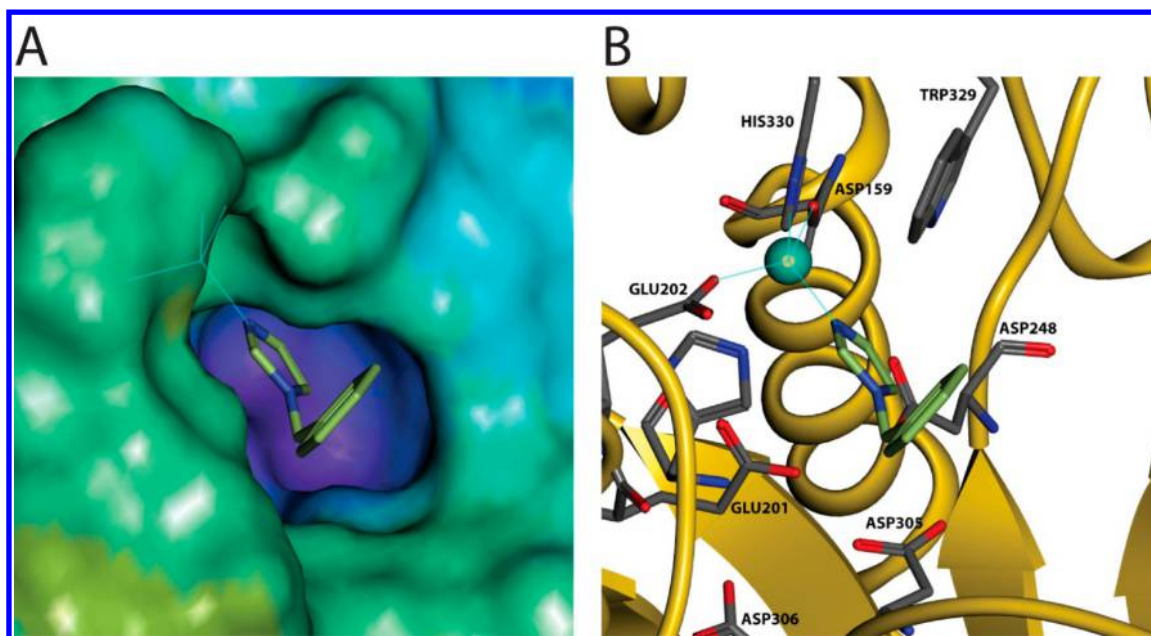 A
B
TRP329
HIS330
ASP159
GLU202
ASP248
GLU201
ASP305
ASP306